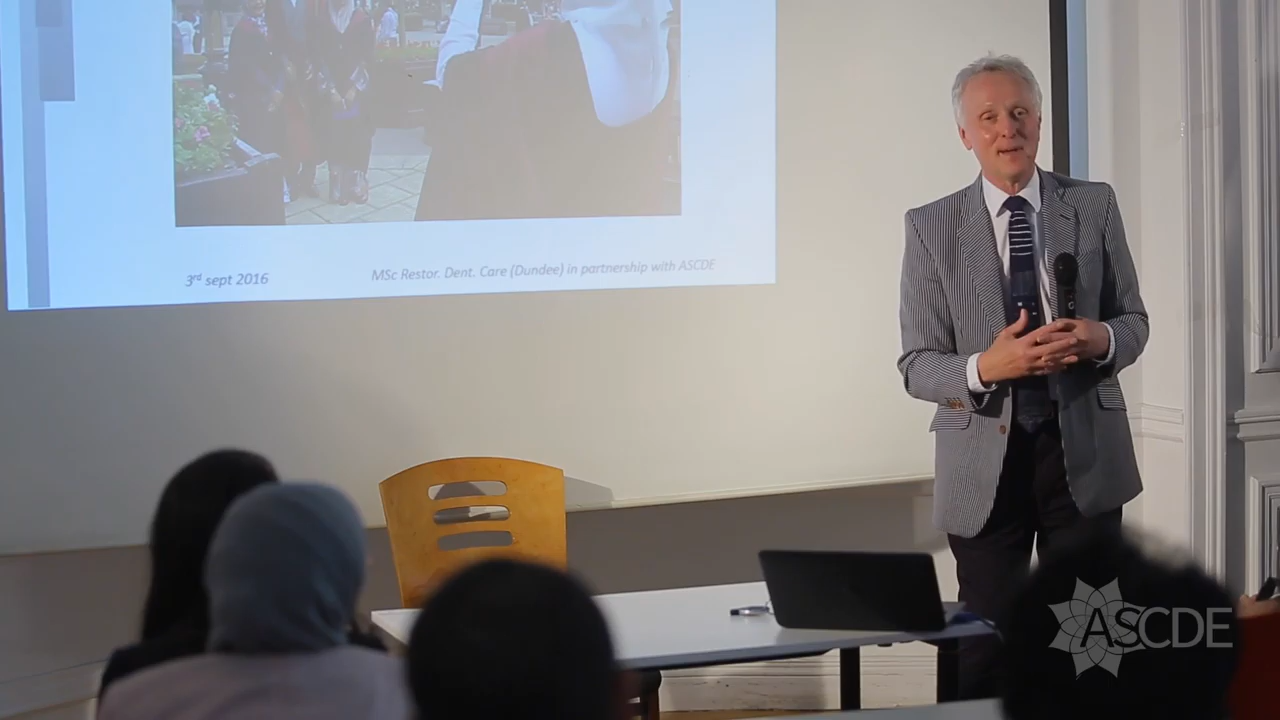 3rd sept 2016
MSc Restor. Dent. Care (Dundee) in partnership with ASCDE
ASCDE